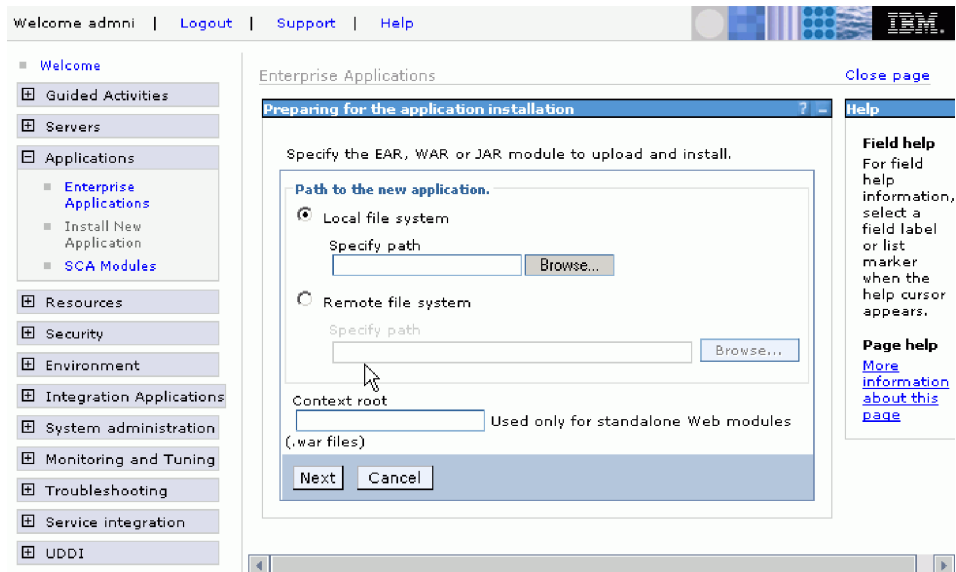 Welcome admni | Logout | Support | Help
IBM.
Welcome
Guided Activities
Servers
Applications
Enterprise
Applications
Install New
Application
SCA Modules
Resources
Security
Environment
Integration Applications
System administration
Monitoring and Tuning
Troubleshooting
Service integration
UDDI
Enterprise Applications
Close page
Preparing for the application installation ? –
Specify the EAR, WAR or JAR module to upload and install.
Path to the new application.
Local file system
Specify path
Browse...
Remote file system
Specify path
Browse...
Context root
Used only for standalone Web modules
(.war files)
Next Cancel
Help
Field help
For field
help
information,
select a
field label
or list
marker
when the
help cursor
appears.
Page help
More
information
about this
page